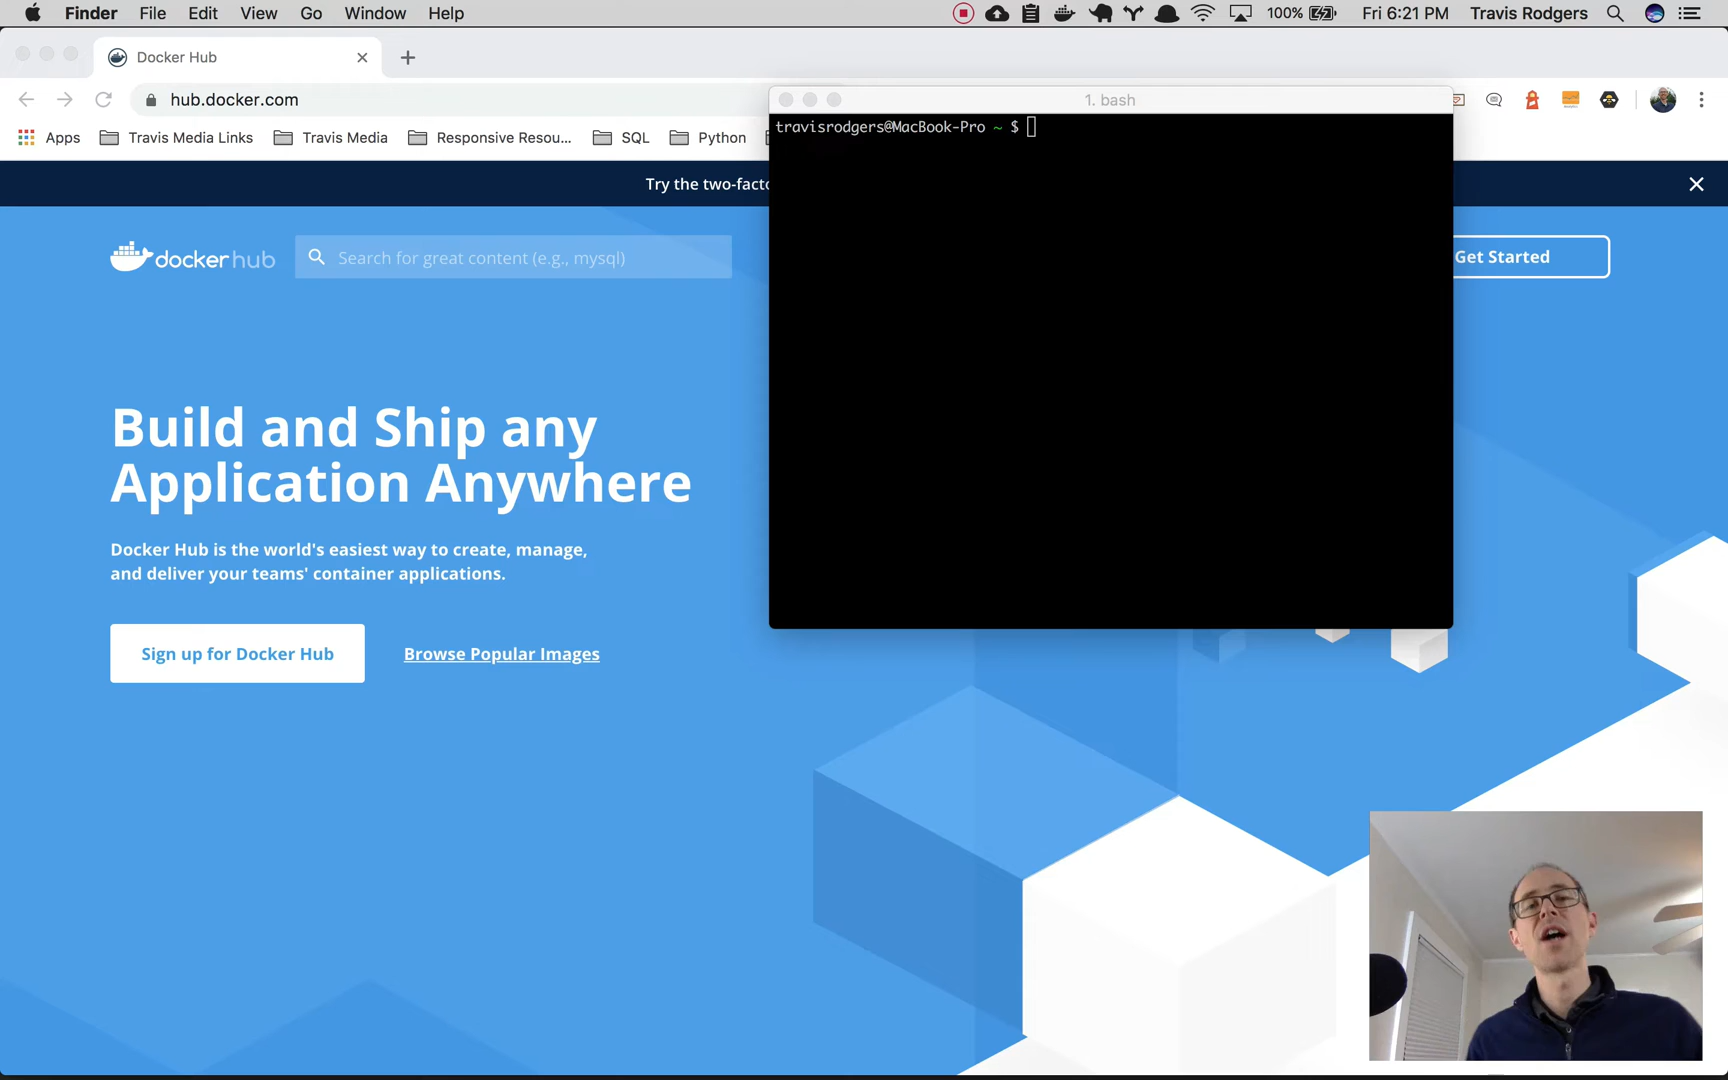 Finder File Edit View Go Window Help 100% Fri 6:21 PM Travis Rodgers
Docker Hub
hub.docker.com
1. bash
Apps Travis Media Links Travis Media Responsive Resou... SQL Python
travisrodgers@MacBook-Pro ~ $
Try the two-facto
dockerhub Search for great content (e.g., mysql) Get Started
Build and Ship any
Application Anywhere
Docker Hub is the world's easiest way to create, manage,
and deliver your teams' container applications.
Sign up for Docker Hub Browse Popular Images